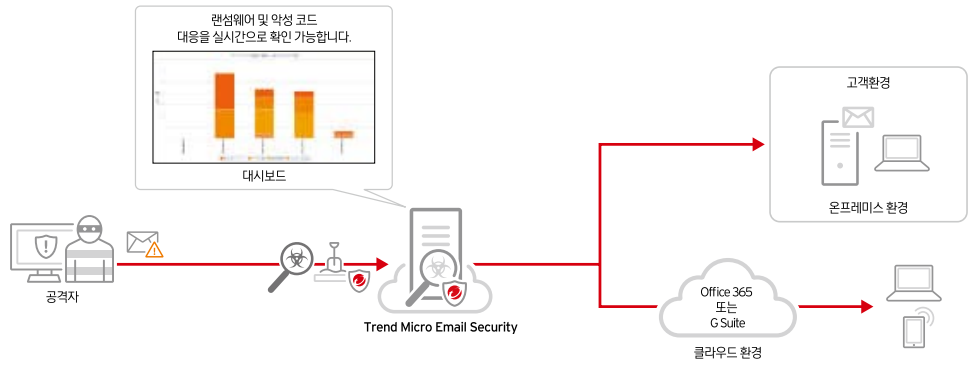 랜섬웨어 및 악성 코드
대응을 실시간으로 확인 가능합니다.
대시보드
고객환경
온프레미스 환경
공격자
Trend Micro Email Security
Office 365
또는
G Suite
클라우드 환경